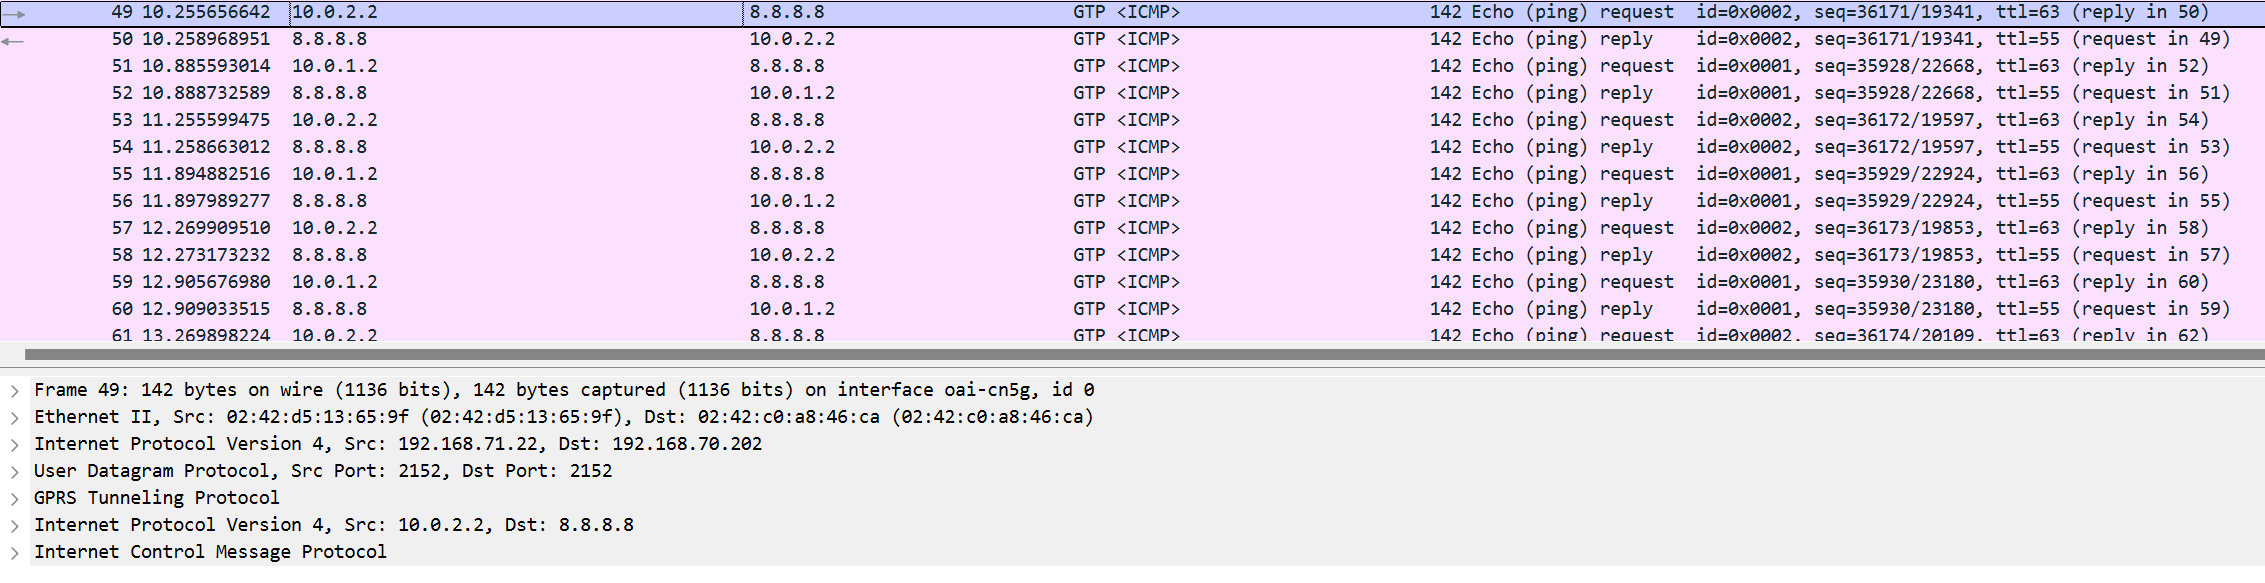 49 10.255656642 10.0.2.2 8.8.8.8 GTP <ICMP> 142 Echo (ping) request id=0x0002, seq=36171/19341, ttl=63 (reply in 50)
50 10.258968951 8.8.8.8 10.0.2.2 GTP <ICMP> 142 Echo (ping) reply id=0x0002, seq=36171/19341, ttl=55 (request in 49)
51 10.885593014 10.0.1.2 8.8.8.8 GTP <ICMP> 142 Echo (ping) request id=0x0001, seq=35928/22668, ttl=63 (reply in 52)
52 10.888732589 8.8.8.8 10.0.1.2 GTP <ICMP> 142 Echo (ping) reply id=0x0001, seq=35928/22668, ttl=55 (request in 51)
53 11.255599475 10.0.2.2 8.8.8.8 GTP <ICMP> 142 Echo (ping) request id=0x0002, seq=36172/19597, ttl=63 (reply in 54)
54 11.258663012 8.8.8.8 10.0.2.2 GTP <ICMP> 142 Echo (ping) reply id=0x0002, seq=36172/19597, ttl=55 (request in 53)
55 11.894882516 10.0.1.2 8.8.8.8 GTP <ICMP> 142 Echo (ping) request id=0x0001, seq=35929/22924, ttl=63 (reply in 56)
56 11.897989277 8.8.8.8 10.0.1.2 GTP <ICMP> 142 Echo (ping) reply id=0x0001, seq=35929/22924, ttl=55 (request in 55)
57 12.269909510 10.0.2.2 8.8.8.8 GTP <ICMP> 142 Echo (ping) request id=0x0002, seq=36173/19853, ttl=63 (reply in 58)
58 12.273173232 8.8.8.8 10.0.2.2 GTP <ICMP> 142 Echo (ping) reply id=0x0002, seq=36173/19853, ttl=55 (request in 57)
59 12.905676980 10.0.1.2 8.8.8.8 GTP <ICMP> 142 Echo (ping) request id=0x0001, seq=35930/23180, ttl=63 (reply in 60)
60 12.909033515 8.8.8.8 10.0.1.2 GTP <ICMP> 142 Echo (ping) reply id=0x0001, seq=35930/23180, ttl=55 (request in 59)
61 13.269898224 10.0.2.2 8.8.8.8 GTP <ICMP> 142 Echo (ping) request id=0x0002, seq=36174/20109, ttl=63 (reply in 62)
Frame 49: 142 bytes on wire (1136 bits), 142 bytes captured (1136 bits) on interface oai-cn5g, id 0
Ethernet II, Src: 02:42:d5:13:65:9f (02:42:d5:13:65:9f), Dst: 02:42:c0:a8:46:ca (02:42:c0:a8:46:ca)
Internet Protocol Version 4, Src: 192.168.71.22, Dst: 192.168.70.202
User Datagram Protocol, Src Port: 2152, Dst Port: 2152
GPRS Tunneling Protocol
Internet Protocol Version 4, Src: 10.0.2.2, Dst: 8.8.8.8
Internet Control Message Protocol